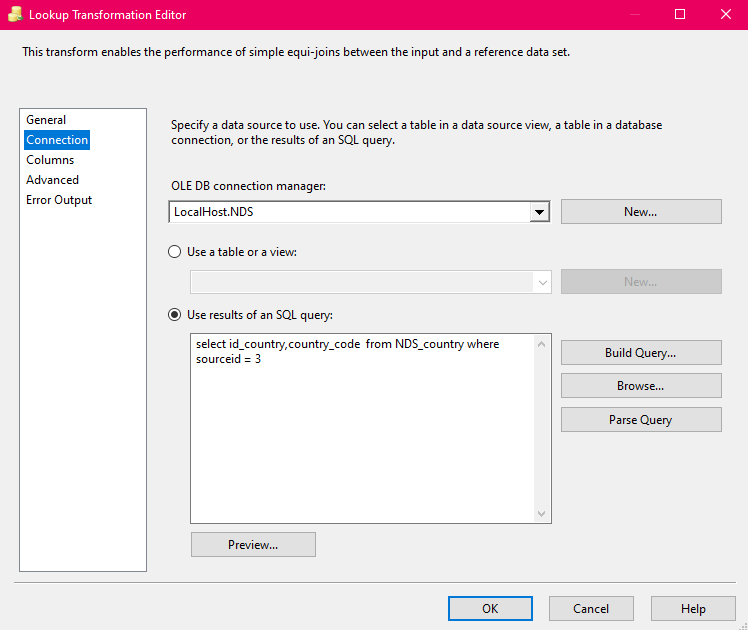 Lookup Transformation Editor
This transform enables the performance of simple equi-joins between the input and a reference data set.
General
Connection
Columns
Advanced
Error Output
Specify a data source to use. You can select a table in a data source view, a table in a database
connection, or the results of an SQL query.
OLE DB connection manager:
LocalHost.NDS
New...
Use a table or a view:
New...
Use results of an SQL query:
select id_country,country_code  from NDS_country where
sourceid = 3
Build Query...
Browse...
Parse Query
Preview...
OK
Cancel
Help